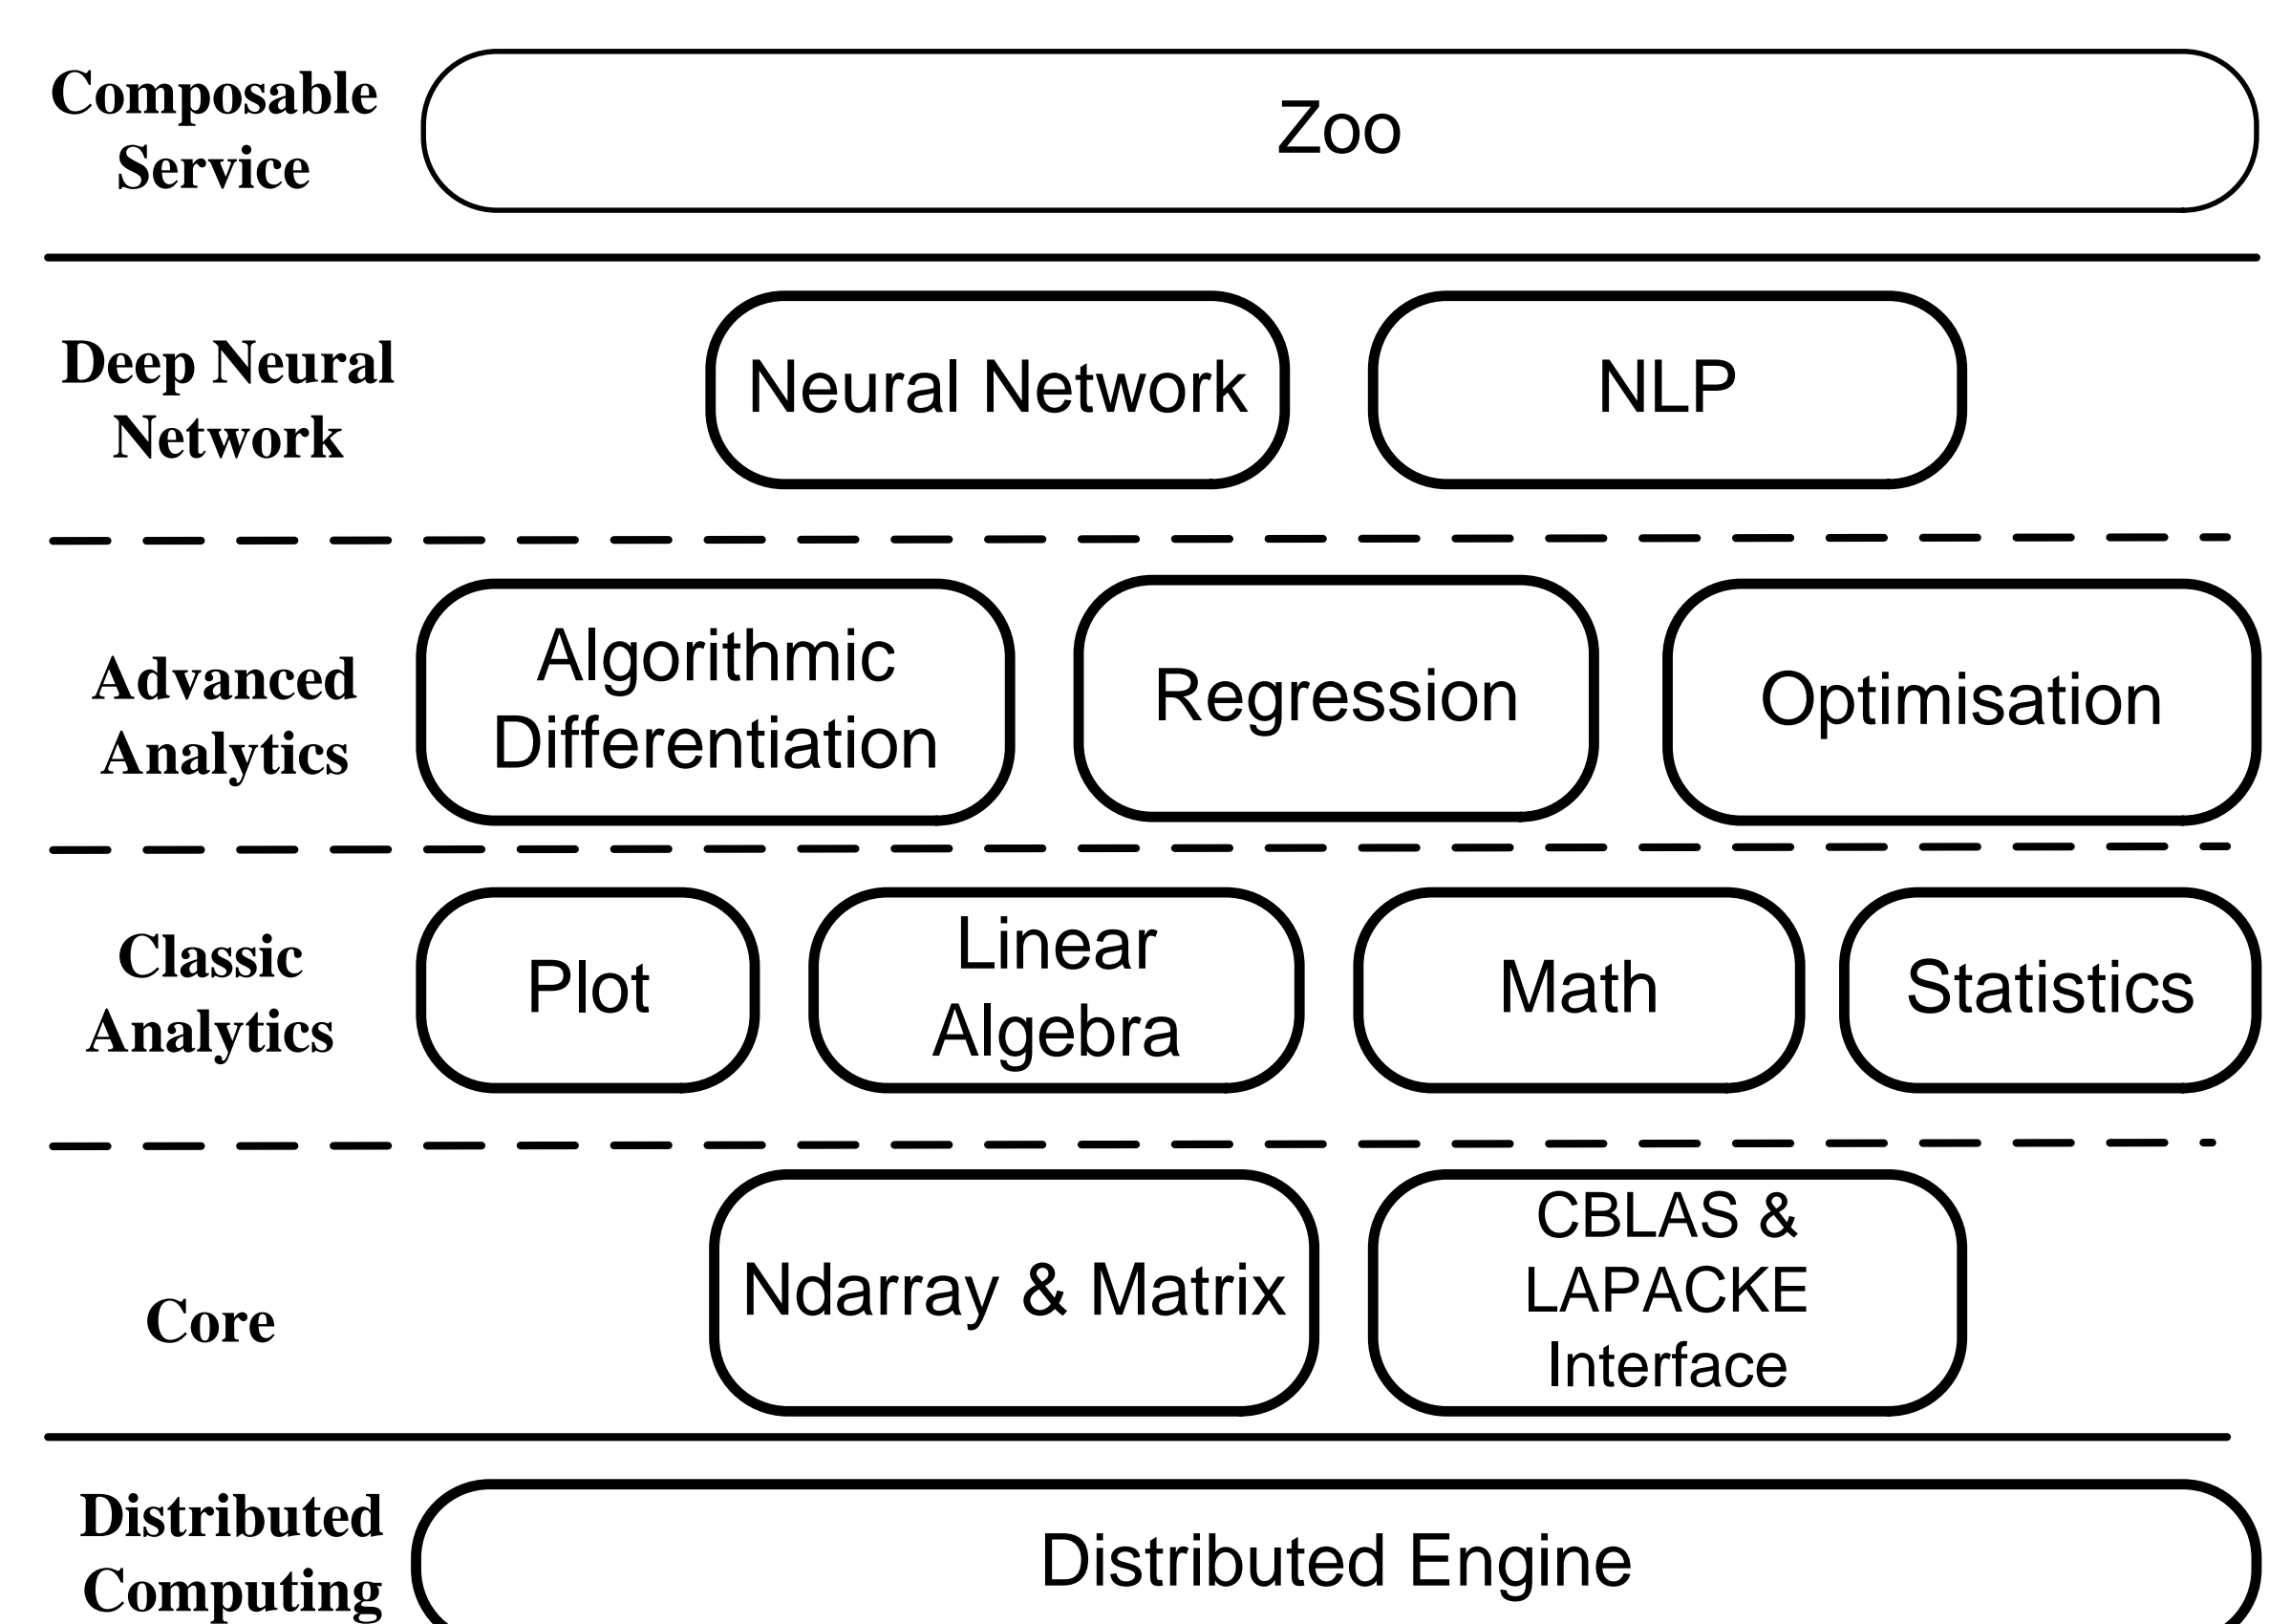 Composable
Service
Zoo
Deep Neural
Network
Neural Network
NLP
Advanced
Analytics
Algorithmic
Differentiation
Regression
Optimisation
Classic
Analytics
Plot
Linear
Algebra
Math
Statistics
Core
Ndarray & Matrix
CBLAS &
LAPACKE
Interface
Distributed
Computing
Distributed Engine